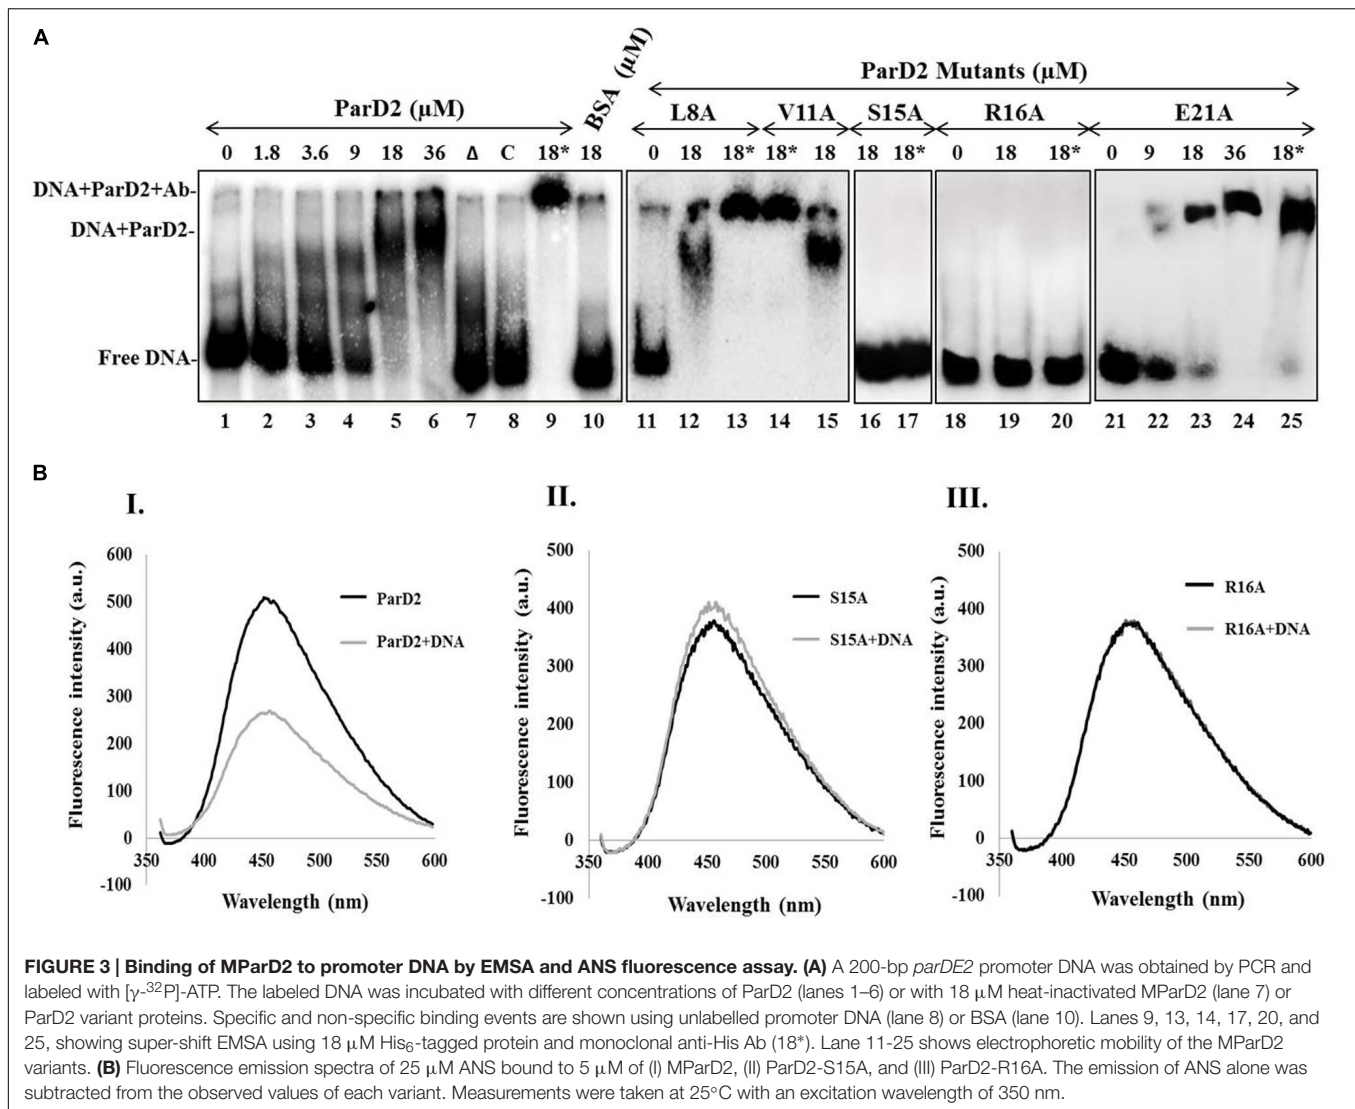 A
BSA (μM)
ParD2 Mutants (μM)
ParD2 (μM)
L8A V11A S15A R16A E21A
0 1.8 3.6 9 18 36 Δ C 18* 18 0 18 18* 18* 18 18 18* 0 18 18* 0 9 18 36 18*
DNA+ParD2+Ab-
DNA+ParD2-
Free DNA-
1 2 3 4 5 6 7 8 9 10 11 12 13 14 15 16 17 18 19 20 21 22 23 24 25
B
I.
Fluorescence intensity (a.u.)
600
500
400
300
200
100
0
-100
350 400 450 500 550 600
Wavelength (nm)
ParD2
ParD2+DNA
II.
Fluorescence intensity (a.u.)
500
400
300
200
100
0
-100
350 400 450 500 550 600
Wavelength (nm)
S15A
S15A+DNA
III.
Fluorescence intensity (a.u.)
500
400
300
200
100
0
-100
350 400 450 500 550 600
Wavelength (nm)
R16A
R16A+DNA
FIGURE 3 | Binding of MParD2 to promoter DNA by EMSA and ANS fluorescence assay. (A) A 200-bp parDE2 promoter DNA was obtained by PCR and
labeled with [γ-³²P]-ATP. The labeled DNA was incubated with different concentrations of ParD2 (lanes 1–6) or with 18 μM heat-inactivated MParD2 (lane 7) or
ParD2 variant proteins. Specific and non-specific binding events are shown using unlabelled promoter DNA (lane 8) or BSA (lane 10). Lanes 9, 13, 14, 17, 20, and
25, showing super-shift EMSA using 18 μM His₆-tagged protein and monoclonal anti-His Ab (18*). Lane 11-25 shows electrophoretic mobility of the MParD2
variants. (B) Fluorescence emission spectra of 25 μM ANS bound to 5 μM of (I) MParD2, (II) ParD2-S15A, and (III) ParD2-R16A. The emission of ANS alone was
subtracted from the observed values of each variant. Measurements were taken at 25°C with an excitation wavelength of 350 nm.